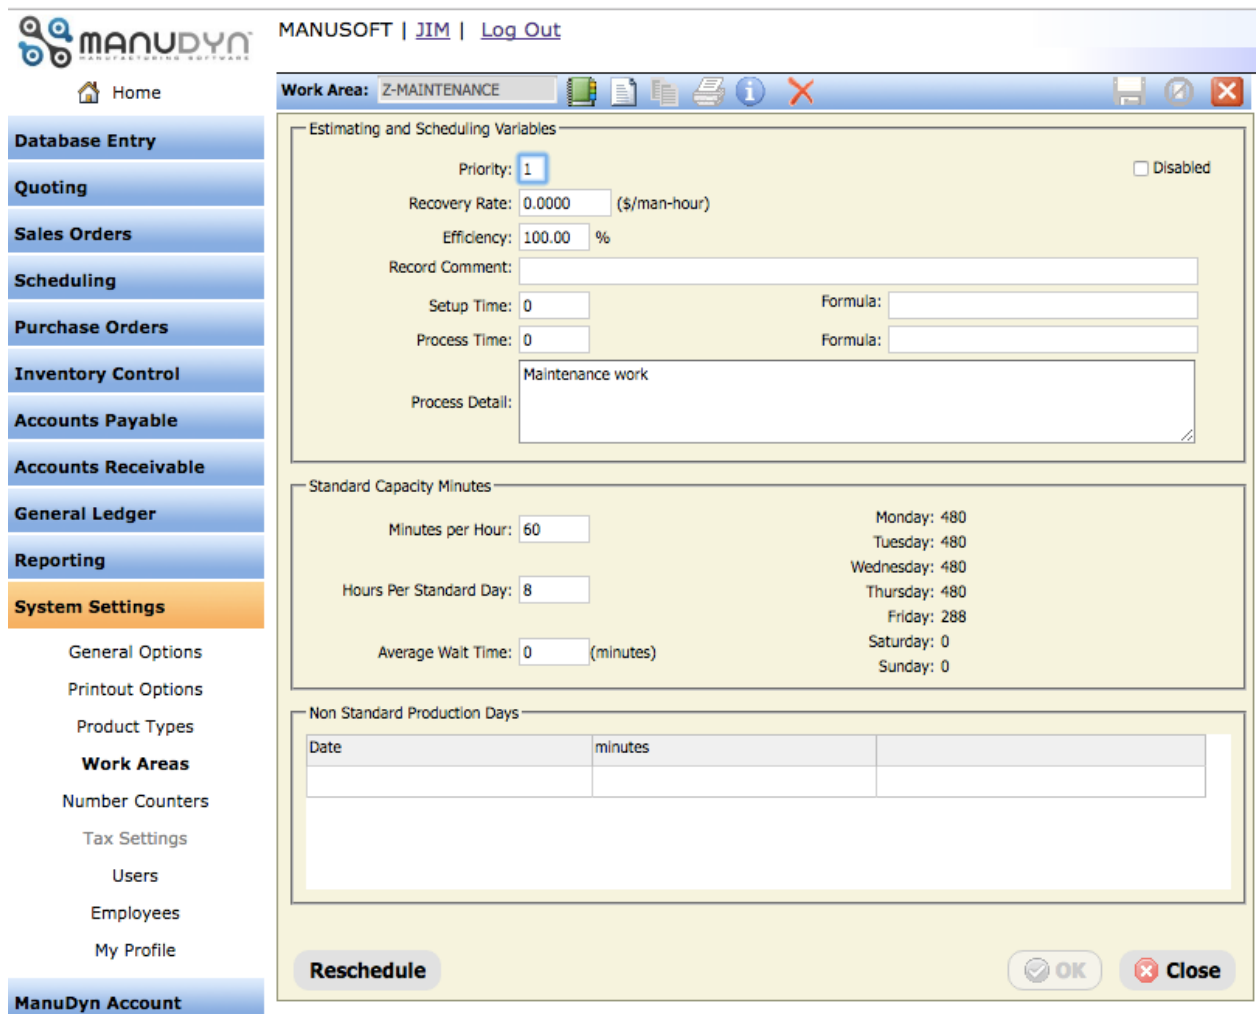 MANUDYN
MANUFACTURING SOFTWARE
MANUSOFT | JIM | Log Out
Home
Work Area: Z-MAINTENANCE
Database Entry
Quoting
Sales Orders
Scheduling
Purchase Orders
Inventory Control
Accounts Payable
Accounts Receivable
General Ledger
Reporting
System Settings
General Options
Printout Options
Product Types
Work Areas
Number Counters
Tax Settings
Users
Employees
My Profile
ManuDyn Account
Estimating and Scheduling Variables
Priority: 1
Disabled
Recovery Rate: 0.0000 ($/man-hour)
Efficiency: 100.00 %
Record Comment:
Setup Time: 0 Formula:
Process Time: 0 Formula:
Process Detail: Maintenance work
Standard Capacity Minutes
Minutes per Hour: 60
Hours Per Standard Day: 8
Average Wait Time: 0 (minutes)
Monday: 480
Tuesday: 480
Wednesday: 480
Thursday: 480
Friday: 288
Saturday: 0
Sunday: 0
Non Standard Production Days
Date minutes
Reschedule OK Close